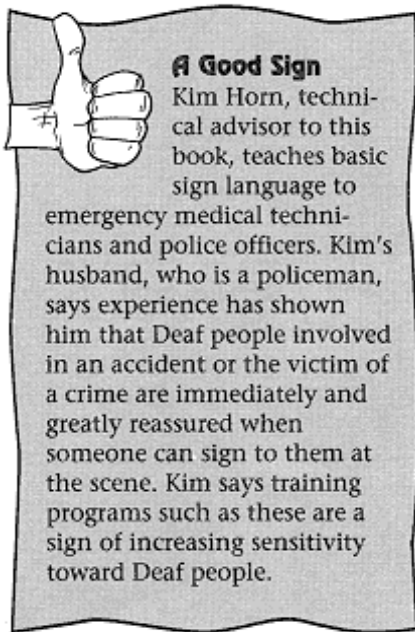 A Good Sign
Kim Horn, techni-
cal advisor to this
book, teaches basic
sign language to
emergency medical techni-
cians and police officers. Kim's
husband, who is a policeman,
says experience has shown
him that Deaf people involved
in an accident or the victim of
a crime are immediately and
greatly reassured when
someone can sign to them at
the scene. Kim says training
programs such as these are a
sign of increasing sensitivity
toward Deaf people.